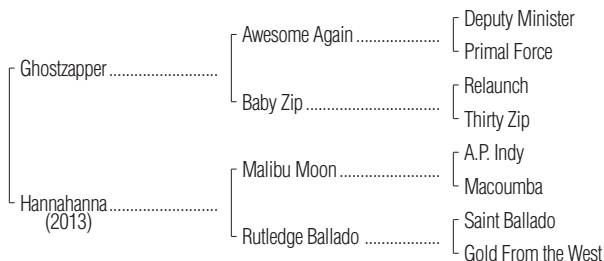 Deputy Minister
Awesome Again ....................
Primal Force
Ghostzapper ..........................
Relaunch
Baby Zip ................................
Thirty Zip
A.P. Indy
Malibu Moon ........................
Macoumba
Hannahanna ..........................
(2013)
Saint Ballado
Rutledge Ballado ..................
Gold From the West